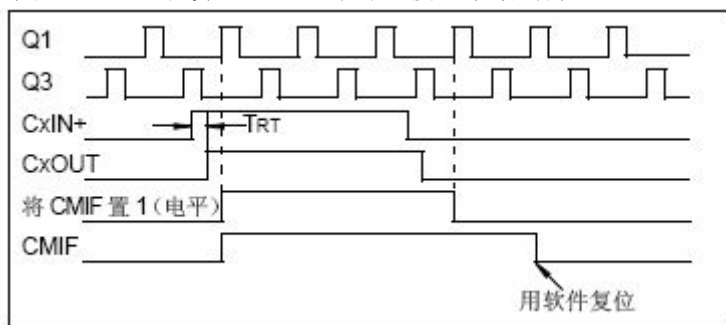 Q1
Q3
CxIN+
TRT
CxOUT
将 CMIF 置 1（电平）
CMIF
用软件复位